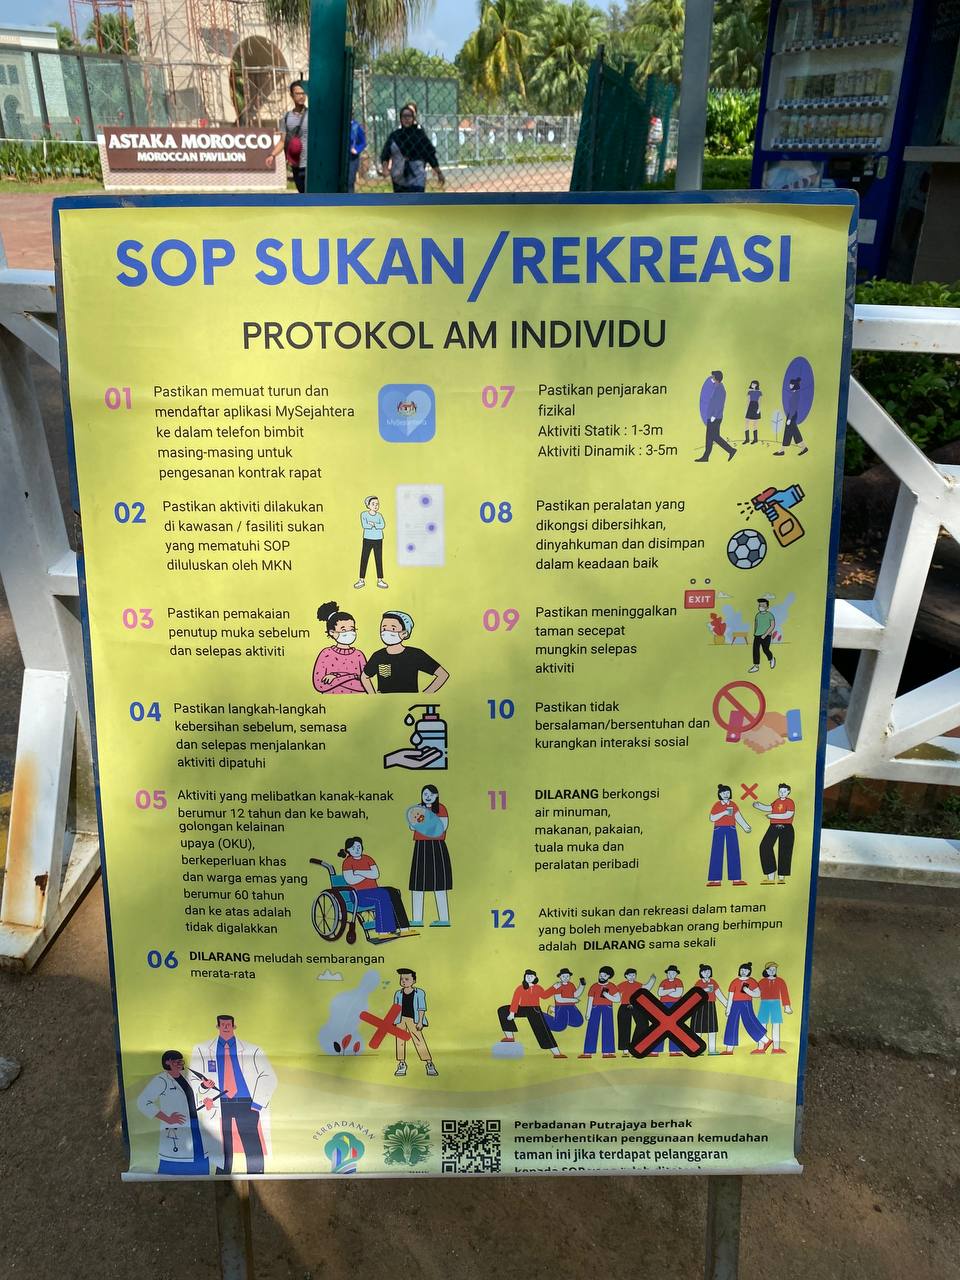 ASTAKA MOROCCO
MOROCCAN PAVILION
SOP SUKAN/REKREASI
PROTOKOL AM INDIVIDU
01
Pastikan memuat turun dan
mendaftar aplikasi MySejahtera
ke dalam telefon bimbit
masing-masing untuk
pengesanan kontrak rapat
MySejahtera
02
Pastikan aktiviti dilakukan
di kawasan / fasiliti sukan
yang mematuhi SOP
diluluskan oleh MKN
03
Pastikan pemakaian
penutup muka sebelum
dan selepas aktiviti
04
Pastikan langkah-langkah
kebersihan sebelum, semasa
dan selepas menjalankan
aktiviti dipatuhi
05
Aktiviti yang melibatkan kanak-kanak
berumur 12 tahun dan ke bawah,
golongan kelainan
upaya (OKU),
berkeperluan khas
dan warga emas yang
berumur 60 tahun
dan ke atas adalah
tidak digalakkan
06
DILARANG meludah sembarangan
merata-rata
07
Pastikan penjarakan
fizikal
Aktiviti Statik : 1-3m
Aktiviti Dinamik : 3-5m
08
Pastikan peralatan yang
dikongsi dibersihkan,
dinyahkuman dan disimpan
dalam keadaan baik
09
Pastikan meninggalkan
taman secepat
mungkin selepas
aktiviti
EXIT
10
Pastikan tidak
bersalaman/bersentuhan dan
kurangkan interaksi sosial
11
DILARANG berkongsi
air minuman,
makanan, pakaian,
tuala muka dan
peralatan peribadi
12
Aktiviti sukan dan rekreasi dalam taman
yang boleh menyebabkan orang berhimpun
adalah DILARANG sama sekali
PERBADANAN
Perbadanan Putrajaya berhak
memberhentikan penggunaan kemudahan
taman ini jika terdapat pelanggaran